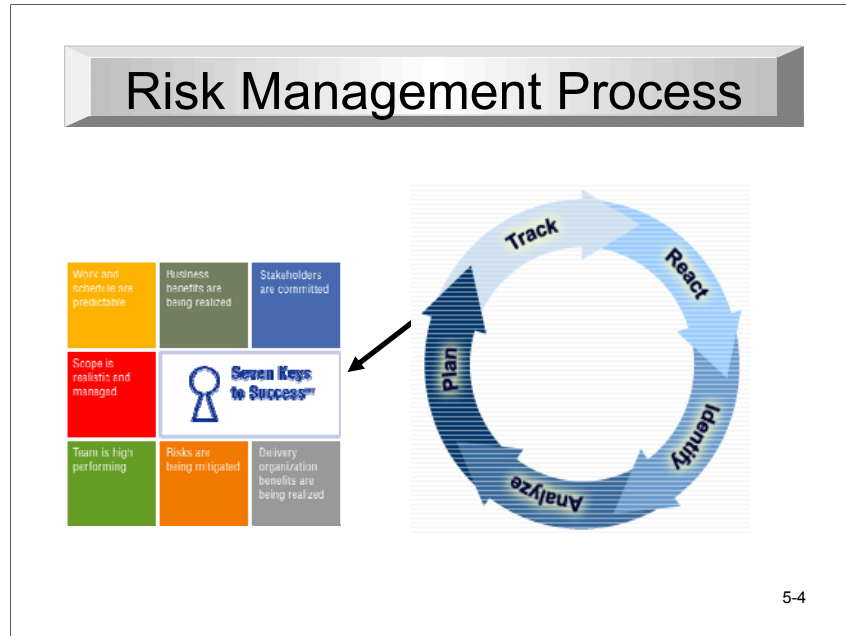 Risk Management Process
Work and
schedule are
predictable
Business
benefits are
being realized
Stakeholders
are committed
Scope is
realistic and
managed
Seven Keys
to Success℠
Team is high
performing
Risks are
being mitigated
Delivery
organization
benefits are
being realized
Track
React
Identify
Analyze
Plan
5-4